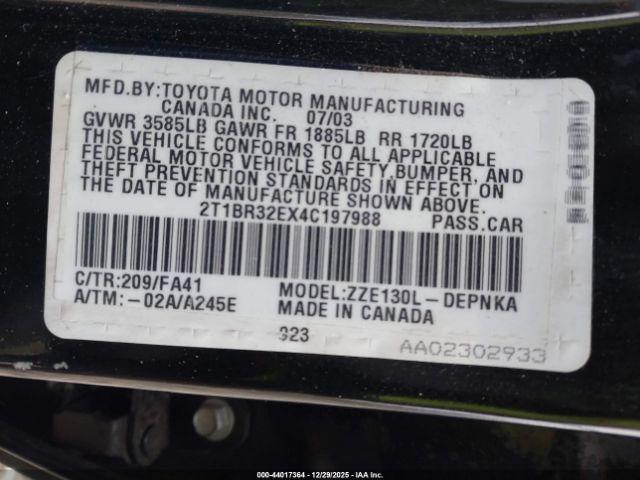 MFD.BY:TOYOTA MOTOR MANUFACTURING
CANADA INC. 07/03
GVWR 3585LB GAWR FR 1885LB RR 1720LB
THIS VEHICLE CONFORMS TO ALL APPLICABLE
FEDERAL MOTOR VEHICLE SAFETY,BUMPER, AND
THEFT PREVENTION STANDARDS IN EFFECT ON
THE DATE OF MANUFACTURE SHOWN ABOVE.
2T1BR32EX4C197988 PASS.CAR
C/TR:209/FA41 MODEL:ZZE130L-DEPNKA
A/TM:-02A/A245E MADE IN CANADA
923
AA02302933
000-44017364 | 12/29/2025 | IAA Inc.